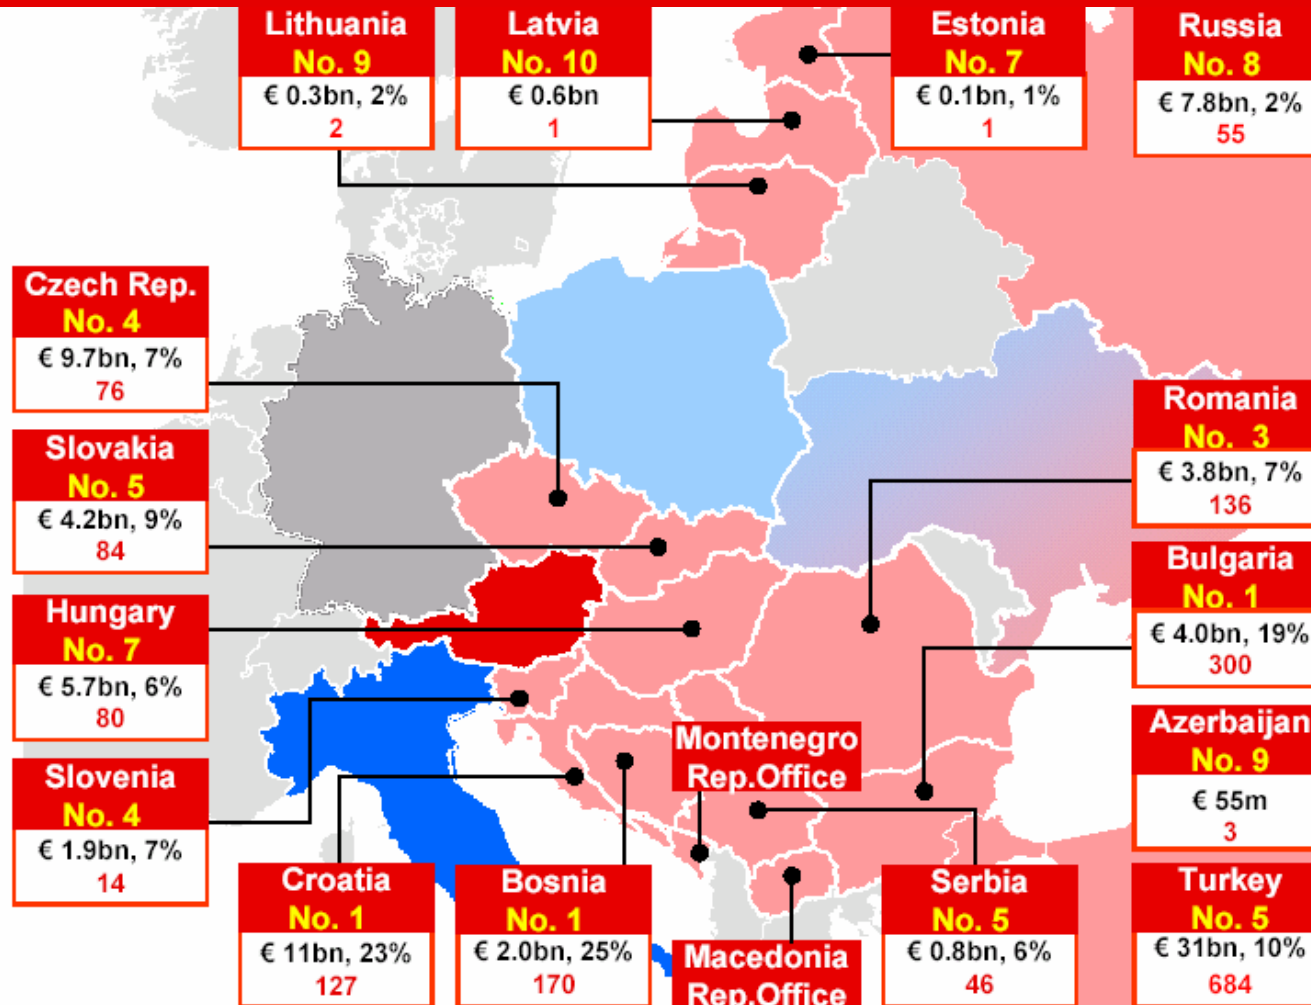 Lithuania
No. 9
€ 0.3bn, 2%
2
Latvia
No. 10
€ 0.6bn
1
Estonia
No. 7
€ 0.1bn, 1%
1
Russia
No. 8
€ 7.8bn, 2%
55
Czech Rep.
No. 4
€ 9.7bn, 7%
76
Slovakia
No. 5
€ 4.2bn, 9%
84
Hungary
No. 7
€ 5.7bn, 6%
80
Slovenia
No. 4
€ 1.9bn, 7%
14
Romania
No. 3
€ 3.8bn, 7%
136
Bulgaria
No. 1
€ 4.0bn, 19%
300
Azerbaijan
No. 9
€ 55m
3
Montenegro
Rep.Office
Croatia
No. 1
€ 11bn, 23%
127
Bosnia
No. 1
€ 2.0bn, 25%
170
Macedonia
Rep.Office
Serbia
No. 5
€ 0.8bn, 6%
46
Turkey
No. 5
€ 31bn, 10%
684